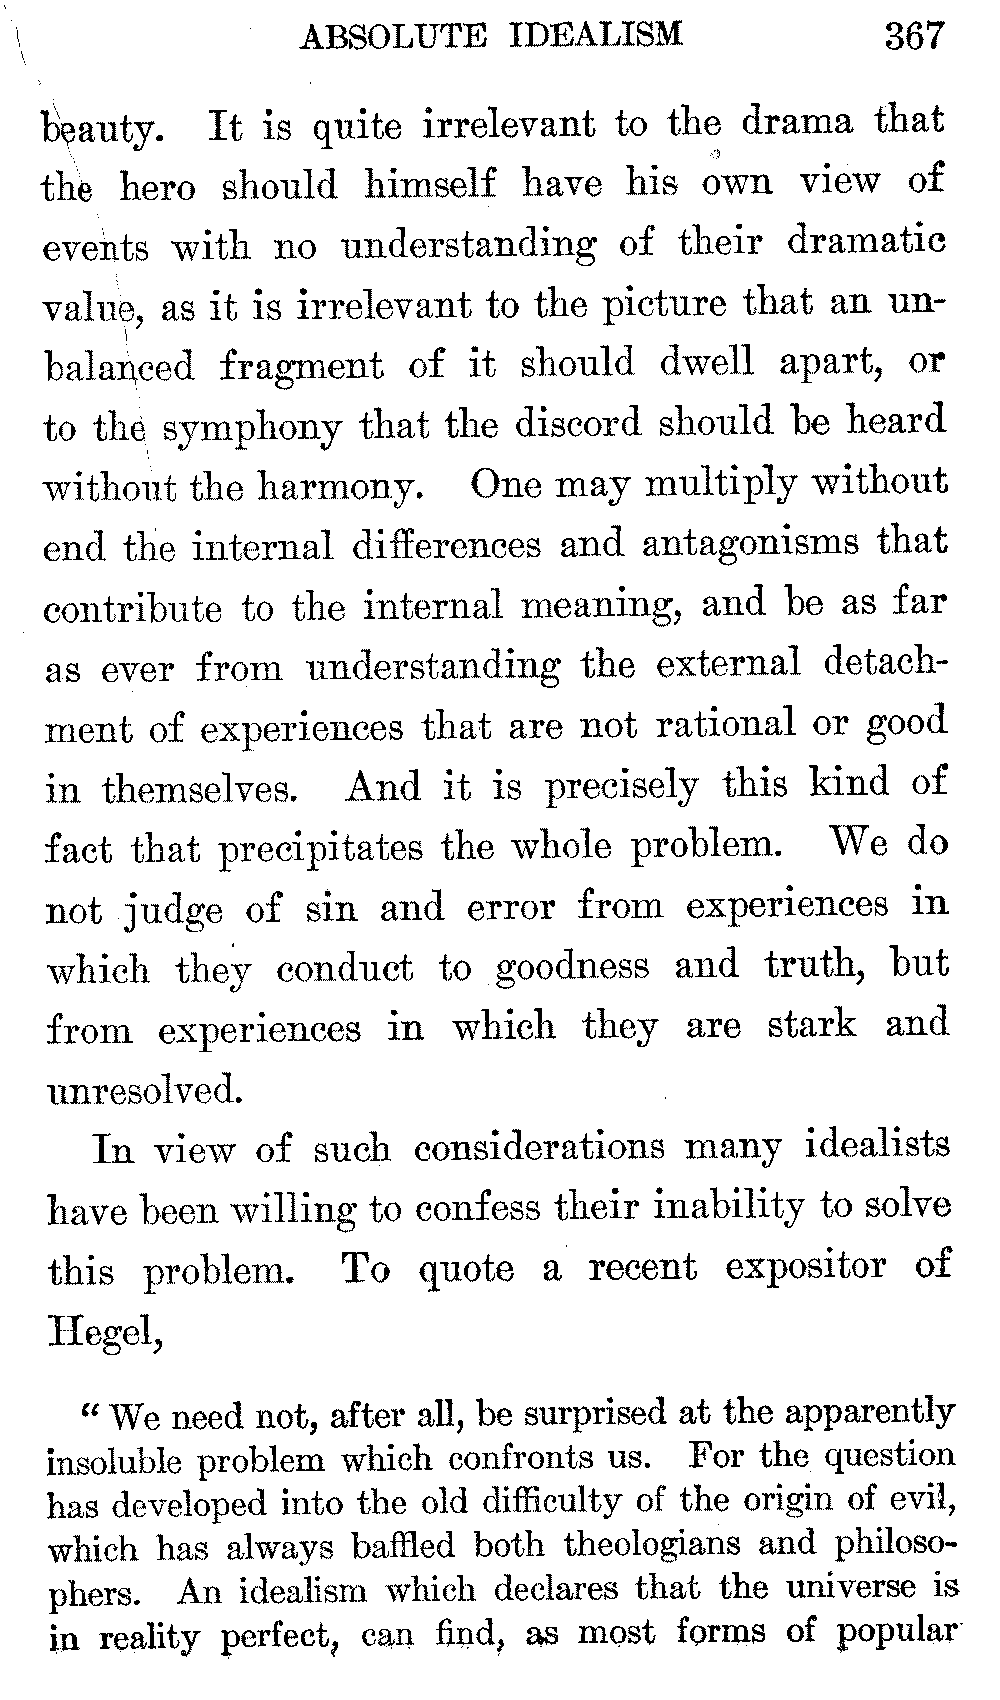 ABSOLUTE IDEALISM 367
beauty. It is quite irrelevant to the drama that
the hero should himself have his own view of
events with no understanding of their dramatic
value, as it is irrelevant to the picture that an un-
balanced fragment of it should dwell apart, or
to the symphony that the discord should be heard
without the harmony. One may multiply without
end the internal differences and antagonisms that
contribute to the internal meaning, and be as far
as ever from understanding the external detach-
ment of experiences that are not rational or good
in themselves. And it is precisely this kind of
fact that precipitates the whole problem. We do
not judge of sin and error from experiences in
which they conduct to goodness and truth, but
from experiences in which they are stark and
unresolved.
In view of such considerations many idealists
have been willing to confess their inability to solve
this problem. To quote a recent expositor of
Hegel,
“We need not, after all, be surprised at the apparently
insoluble problem which confronts us. For the question
has developed into the old difficulty of the origin of evil,
which has always baffled both theologians and philoso-
phers. An idealism which declares that the universe is
in reality perfect, can find, as most forms of popular